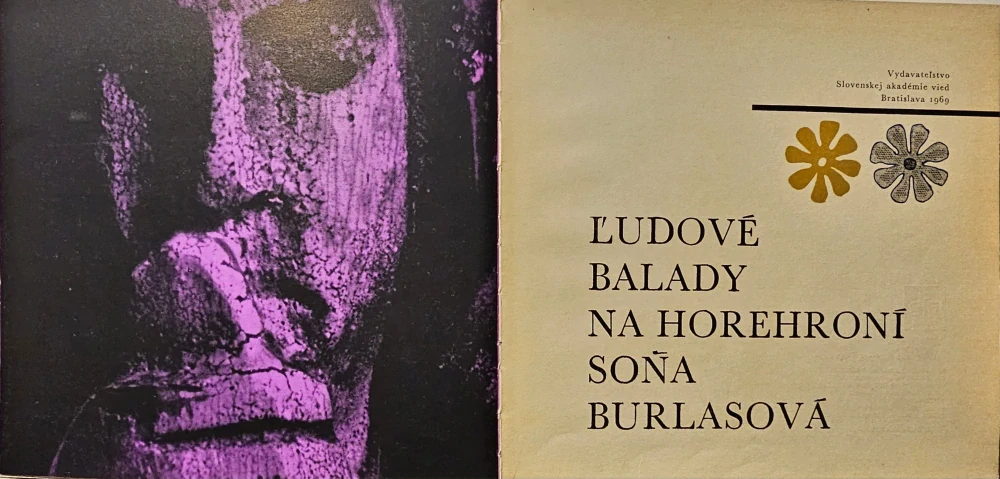 Vydavateľstvo
Slovenskej akadémie vied
Bratislava 1969
ĽUDOVÉ
BALADY
NA HOREHRONÍ
SOŇA
BURLASOVÁ